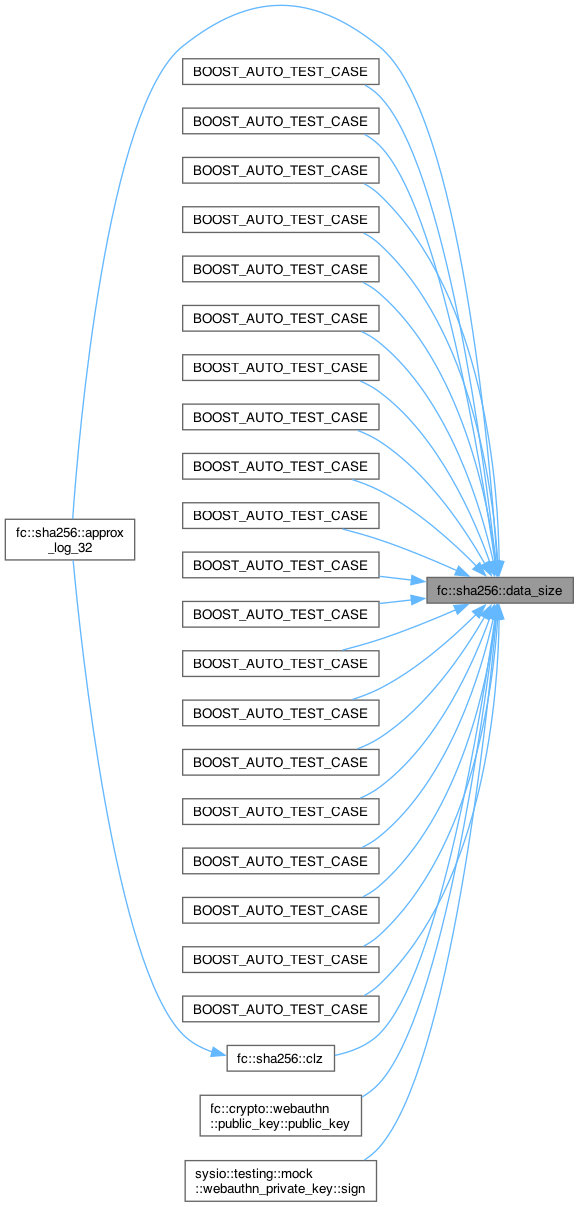 BOOST_AUTO_TEST_CASE
BOOST_AUTO_TEST_CASE
BOOST_AUTO_TEST_CASE
BOOST_AUTO_TEST_CASE
BOOST_AUTO_TEST_CASE
BOOST_AUTO_TEST_CASE
BOOST_AUTO_TEST_CASE
BOOST_AUTO_TEST_CASE
BOOST_AUTO_TEST_CASE
BOOST_AUTO_TEST_CASE
fc::sha256::approx
_log_32
BOOST_AUTO_TEST_CASE
fc::sha256::data_size
BOOST_AUTO_TEST_CASE
BOOST_AUTO_TEST_CASE
BOOST_AUTO_TEST_CASE
BOOST_AUTO_TEST_CASE
BOOST_AUTO_TEST_CASE
BOOST_AUTO_TEST_CASE
BOOST_AUTO_TEST_CASE
BOOST_AUTO_TEST_CASE
BOOST_AUTO_TEST_CASE
fc::sha256::clz
fc::crypto::webauthn
::public_key::public_key
sysio::testing::mock
::webauthn_private_key::sign